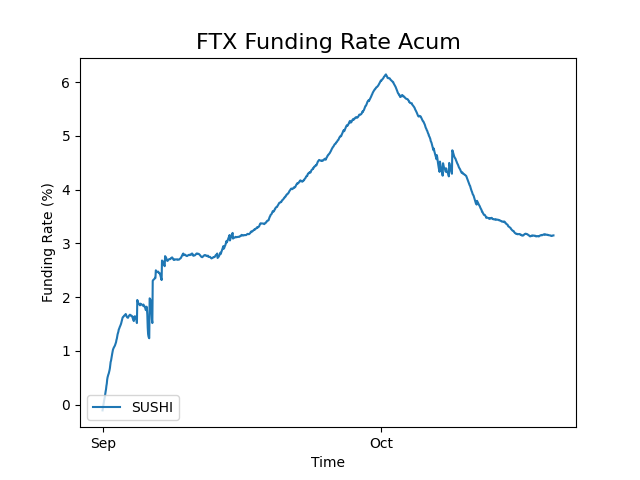 FTX Funding Rate Acum
Funding Rate (%)
6
5
4
3
2
1
0
SUSHI
Sep
Oct
Time